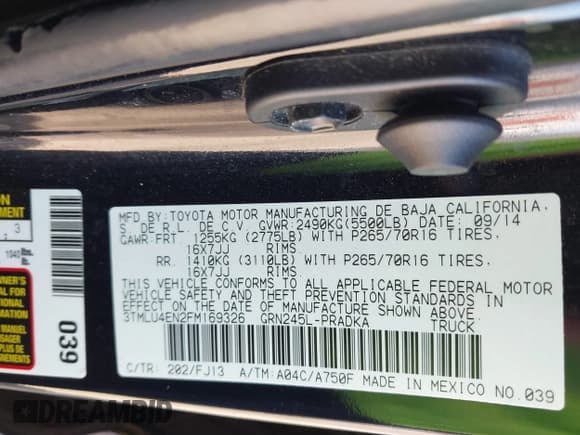 MFD BY: TOYOTA MOTOR MANUFACTURING DE BAJA CALIFORNIA,
S. DE R.L. DE C.V. GVWR: 2490KG(5500LB) DATE: 09/14
GAWR: FRT. 1255KG (2775LB) WITH P265/70R16 TIRES.
16X7JJ RIMS
RR. 1410KG (3110LB) WITH P265/70R16 TIRES.
16X7JJ RIMS
THIS VEHICLE CONFORMS TO ALL APPLICABLE FEDERAL MOTOR
VEHICLE SAFETY AND THEFT PREVENTION STANDARDS IN
EFFECT ON THE DATE OF MANUFACTURE SHOWN ABOVE.
3TMLU4EN2FM169326 GRN245L-PRADKA TRUCK
C/TR: 202/FJ13 A/TM: A04C/A750F MADE IN MEXICO NO.039
3
1040 lbs.
039
DREAMBID